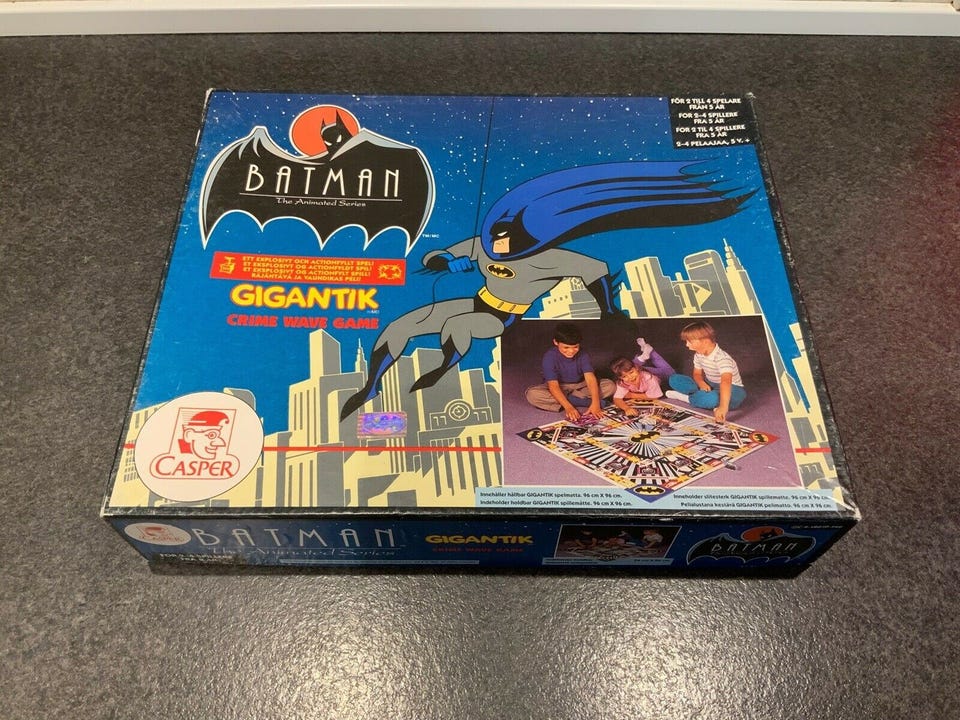 BATMAN
The Animated Series
TM/MC
FÖR 2 TILL 4 SPELARE
FRÅN 5 ÅR
FOR 2-4 SPILLERE
FRA 5 ÅR
FOR 2 TIL 4 SPILLERE
FRA 5 ÅR
2-4 PELAAJAA, 5 V. +
ETT EXPLOSIVT OCH ACTIONFYLLT SPEL!
ET EKSPLOSIVT OG ACTIONFYLDT SPIL!
ET EKSPLOSIVT OG ACTIONFYLT SPILL!
RÄJÄHTÄVÄ JA VAUHDIKAS PELI!
GIGANTIK
CRIME WAVE GAME
CASPER
Innehåller hållbar GIGANTIK spelmatta. 96 cm X 96 cm.
Indeholder holdbar GIGANTIK spillemåtte. 96 cm X 96 cm.
Inneholder slitesterk GIGANTIK spillematte. 96 cm X 96 cm.
Pelialustana kestävä GIGANTIK pelimatto. 96 cm X 96 cm.
CASPER
BATMAN
The Animated Series
GIGANTIK
CRIME WAVE GAME
BATMAN